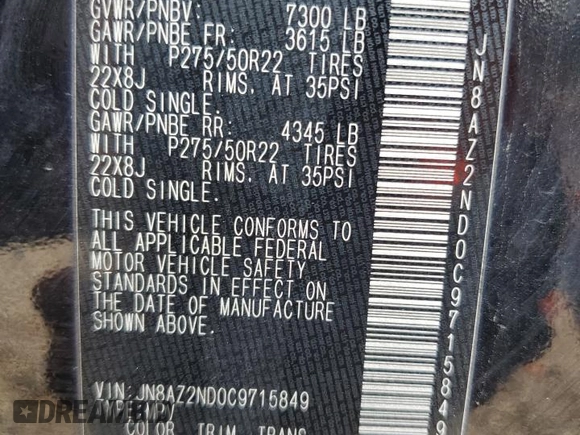 GVWR/PNBV: 7300 LB
GAWR/PNBE FR: 3615 LB
WITH P275/50R22 TIRES
22X8J RIMS. AT 35PSI
COLD SINGLE.
GAWR/PNBE RR: 4345 LB
WITH P275/50R22 TIRES
22X8J RIMS. AT 35PSI
COLD SINGLE.
THIS VEHICLE CONFORMS TO
ALL APPLICABLE FEDERAL
MOTOR VEHICLE SAFETY
STANDARDS IN EFFECT ON
THE DATE OF MANUFACTURE
SHOWN ABOVE.
VIN:JN8AZ2ND0C9715849
COLOR TRIM TRANS
JN8AZ2ND0C9715849
EPICVIN